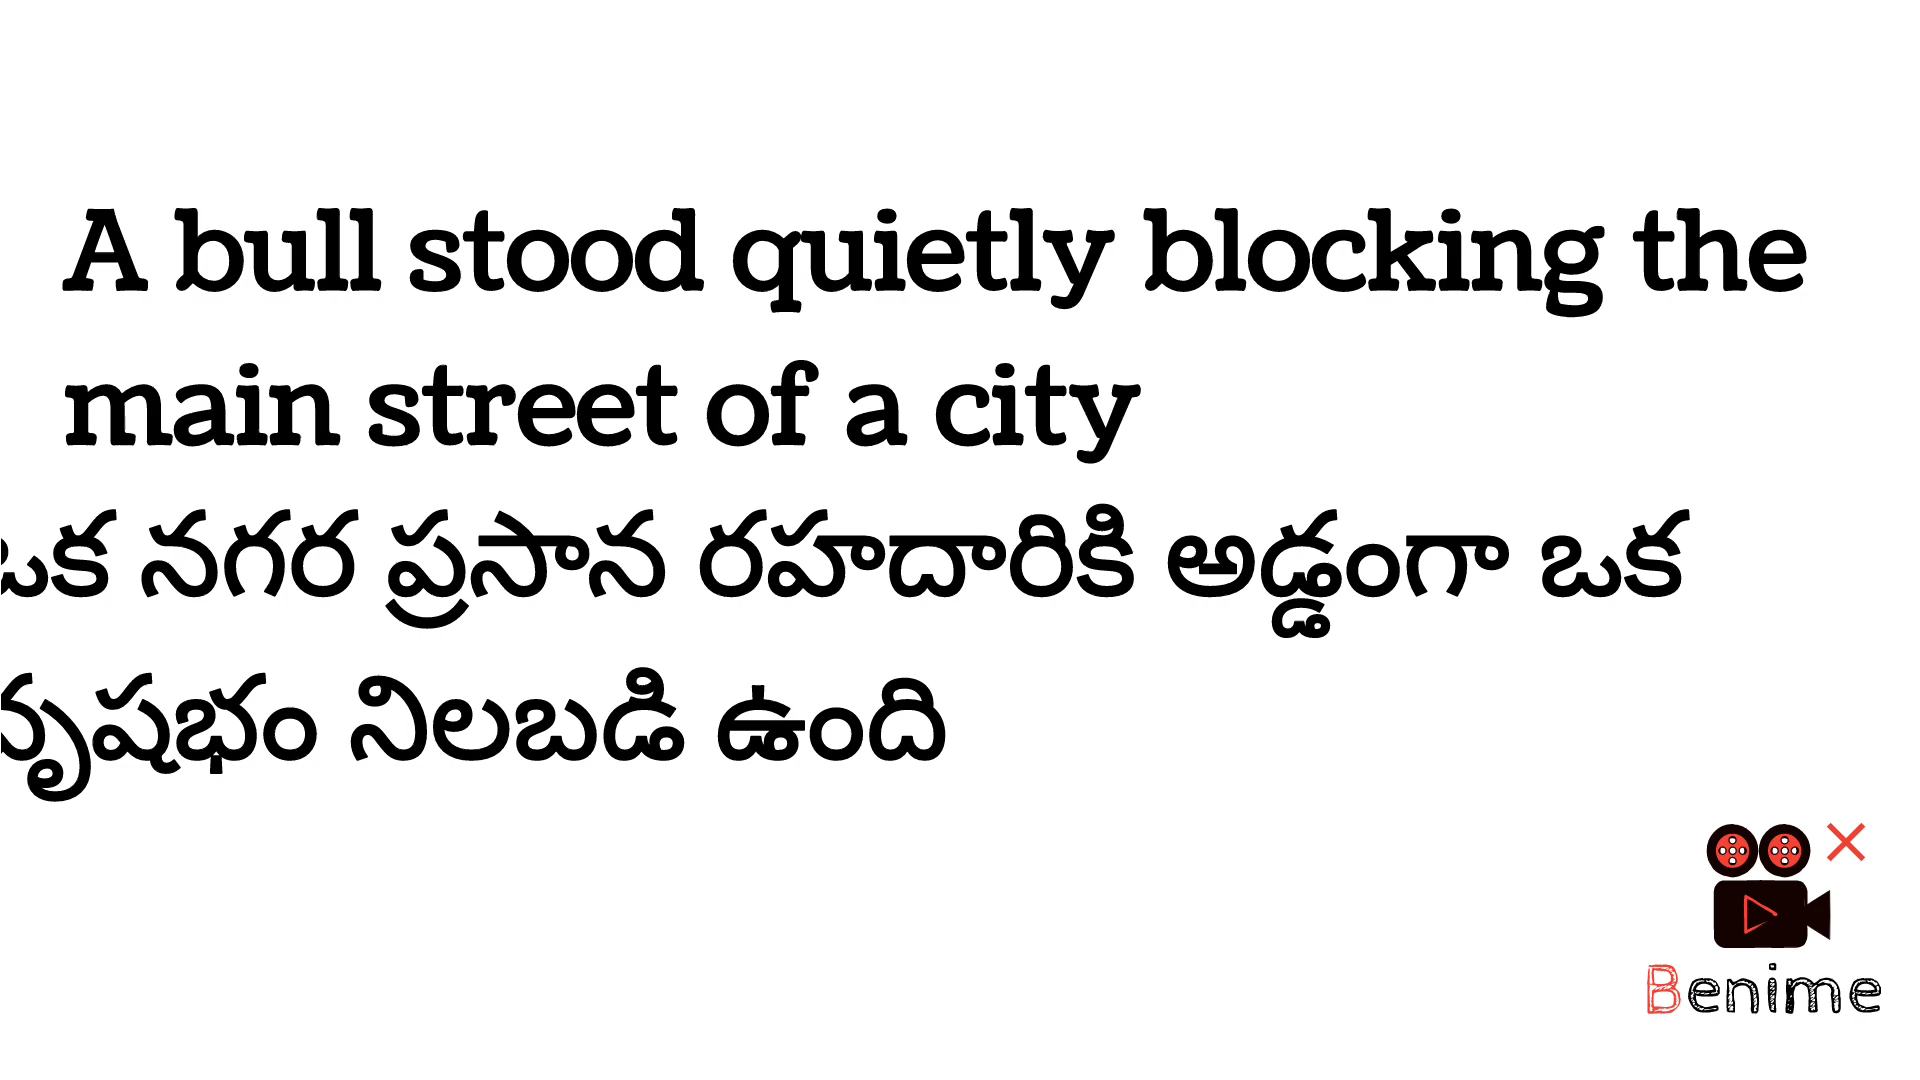 A bull stood quietly blocking the
main street of a city
ఒక నగర ప్రసాన రహదారికి అడ్డంగా ఒక
వృషభం నిలబడి ఉంది
Benime